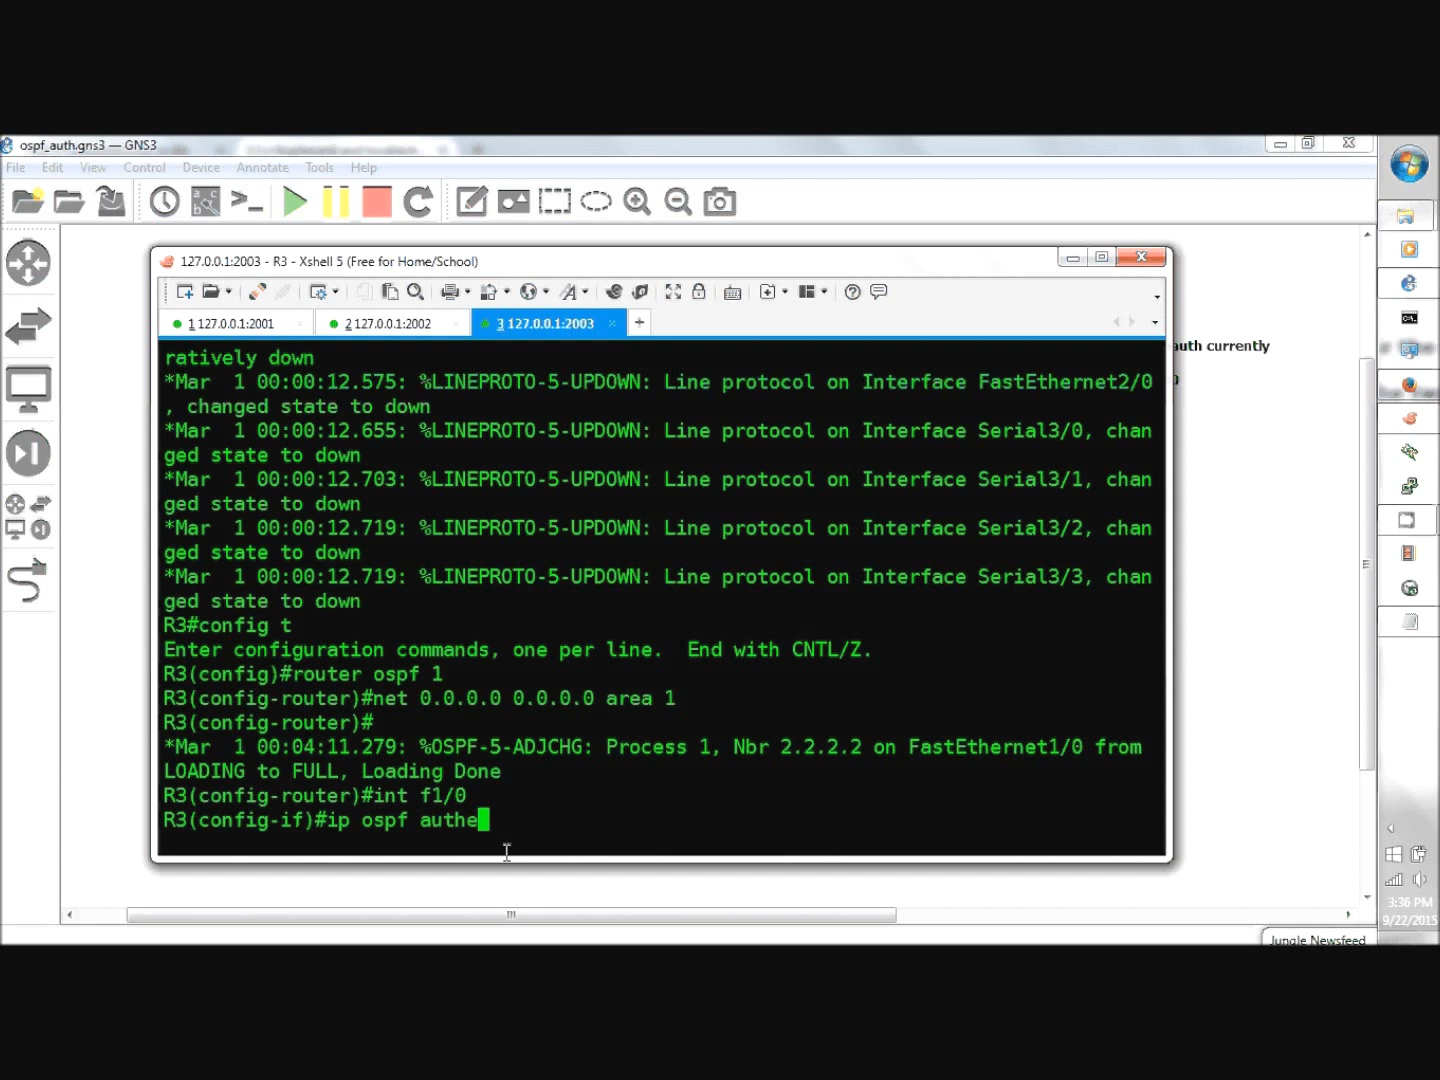 ospf_auth.gns3 — GNS3
File Edit View Control Device Annotate Tools Help
127.0.0.1:2003 - R3 - Xshell 5 (Free for Home/School)
1 127.0.0.1:2001
2 127.0.0.1:2002
3 127.0.0.1:2003
auth currently
ratively down
*Mar  1 00:00:12.575: %LINEPROTO-5-UPDOWN: Line protocol on Interface FastEthernet2/0
, changed state to down
*Mar  1 00:00:12.655: %LINEPROTO-5-UPDOWN: Line protocol on Interface Serial3/0, chan
ged state to down
*Mar  1 00:00:12.703: %LINEPROTO-5-UPDOWN: Line protocol on Interface Serial3/1, chan
ged state to down
*Mar  1 00:00:12.719: %LINEPROTO-5-UPDOWN: Line protocol on Interface Serial3/2, chan
ged state to down
*Mar  1 00:00:12.719: %LINEPROTO-5-UPDOWN: Line protocol on Interface Serial3/3, chan
ged state to down
R3#config t
Enter configuration commands, one per line.  End with CNTL/Z.
R3(config)#router ospf 1
R3(config-router)#net 0.0.0.0 0.0.0.0 area 1
R3(config-router)#
*Mar  1 00:04:11.279: %OSPF-5-ADJCHG: Process 1, Nbr 2.2.2.2 on FastEthernet1/0 from
LOADING to FULL, Loading Done
R3(config-router)#int f1/0
R3(config-if)#ip ospf authe
3:36 PM
9/22/2015
Jungle Newsfeed